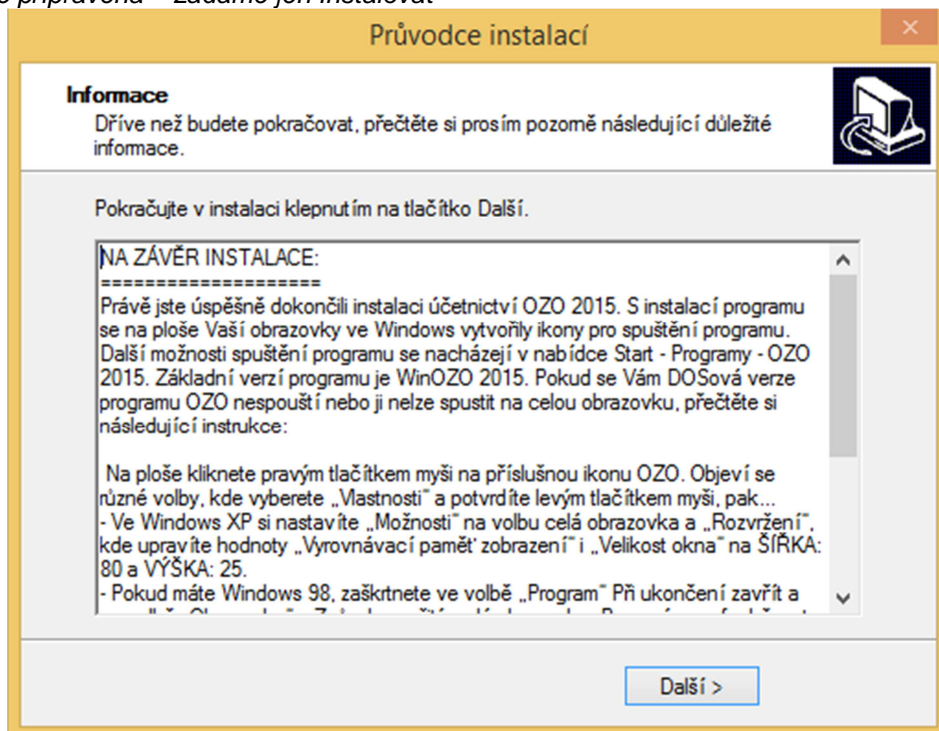 připravena – žádáme jen instalovat
Průvodce instalací
Informace
Dříve než budete pokračovat, přečtěte si prosím pozorně následující důležité
informace.
Pokračujte v instalaci klepnutím na tlačítko Další.
NA ZÁVĚR INSTALACE:
====================
Právě jste úspěšně dokončili instalaci účetnictví OZO 2015. S instalací programu
se na ploše Vaší obrazovky ve Windows vytvořily ikony pro spuštění programu.
Další možnosti spuštění programu se nacházejí v nabídce Start - Programy - OZO
2015. Základní verzí programu je WinOZO 2015. Pokud se Vám DOSová verze
programu OZO nespouští nebo ji nelze spustit na celou obrazovku, přečtěte si
následující instrukce:
Na ploše kliknete pravým tlačítkem myši na příslušnou ikonu OZO. Objeví se
různé volby, kde vyberete „Vlastnosti" a potvrdíte levým tlačítkem myši, pak...
- Ve Windows XP si nastavíte „Možnosti" na volbu celá obrazovka a „Rozvržení",
kde upravíte hodnoty „Vyrovnávací paměť zobrazení" i „Velikost okna" na ŠÍŘKA:
80 a VÝŠKA: 25.
- Pokud máte Windows 98, zaškrtnete ve volbě „Program" Při ukončení zavřít a
Další >